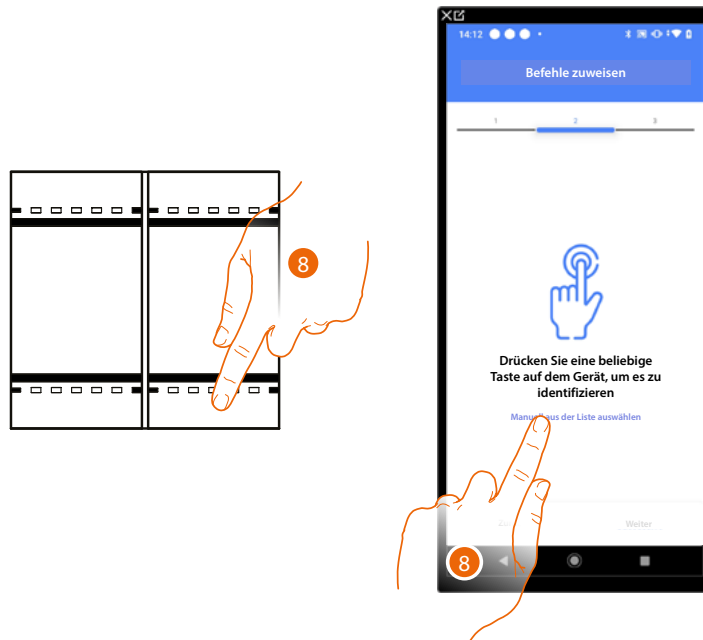 14:12
Befehle zuweisen
1 2 3
8
Drücken Sie eine beliebige
Taste auf dem Gerät, um es zu
identifizieren
Manuell aus der Liste auswählen
Weiter
8